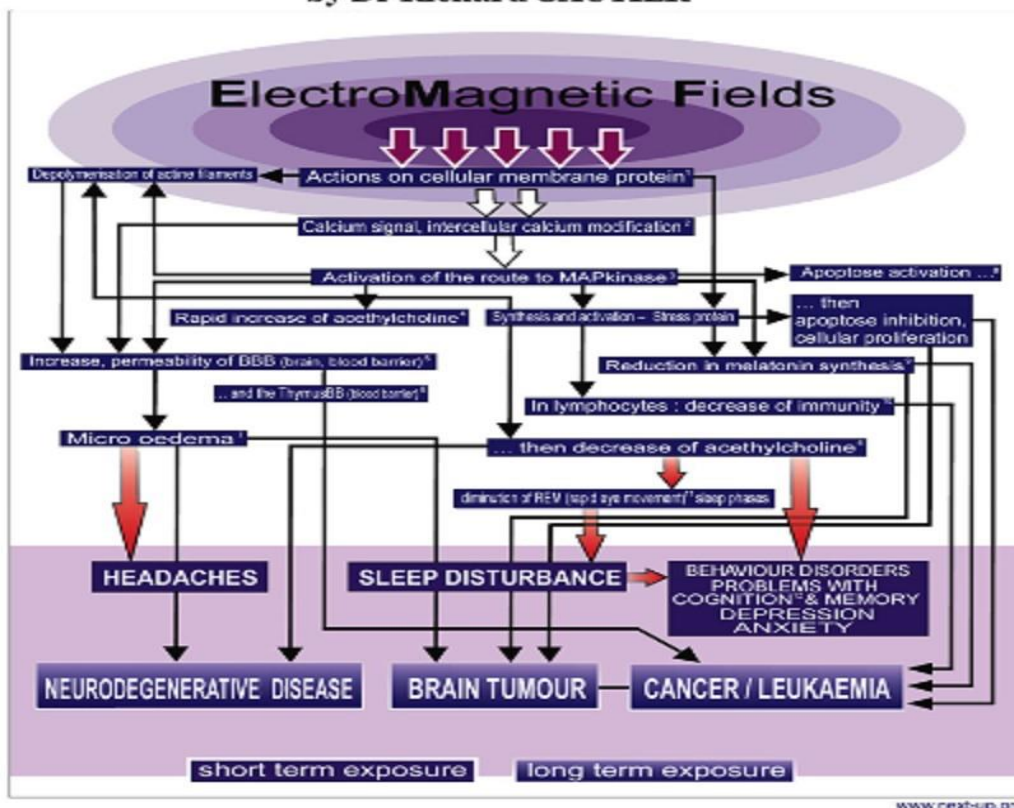 ElectroMagnetic Fields
Depolymerisation of actine filaments
Actions on cellular membrane protein
Calcium signal, intercellular calcium modification
Activation of the route to MAPkinase
Apoptose activation ...
Rapid increase of acethylcholine
Synthesis and activation - Stress protein
... then
apoptose inhibition,
cellular proliferation
Increase, permeability of BBB (brain, blood barrier)
Reduction in melatonin synthesis
... and the ThymusBB (blood barrier)
In lymphocytes : decrease of immunity
Micro oedema
... then decrease of acethylcholine
diminution of REM (rapid eye movement) sleep phases
HEADACHES
SLEEP DISTURBANCE
BEHAVIOUR DISORDERS
PROBLEMS WITH
COGNITION & MEMORY
DEPRESSION
ANXIETY
NEURODEGENERATIVE DISEASE
BRAIN TUMOUR
CANCER / LEUKAEMIA
short term exposure
long term exposure